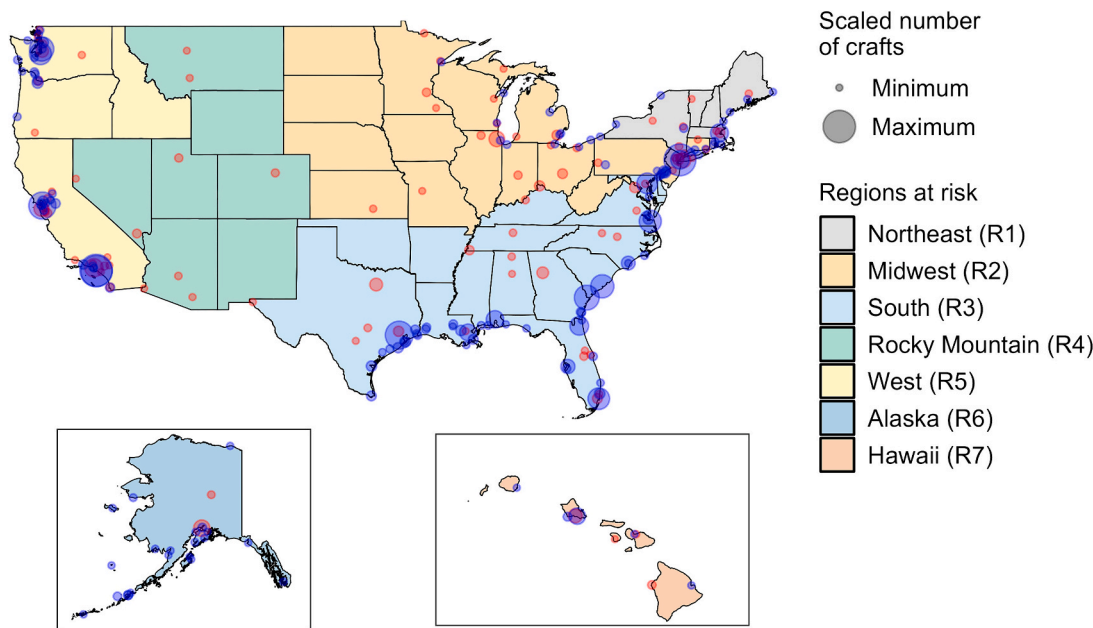 Scaled number
of crafts
Minimum
Maximum
Regions at risk
Northeast (R1)
Midwest (R2)
South (R3)
Rocky Mountain (R4)
West (R5)
Alaska (R6)
Hawaii (R7)